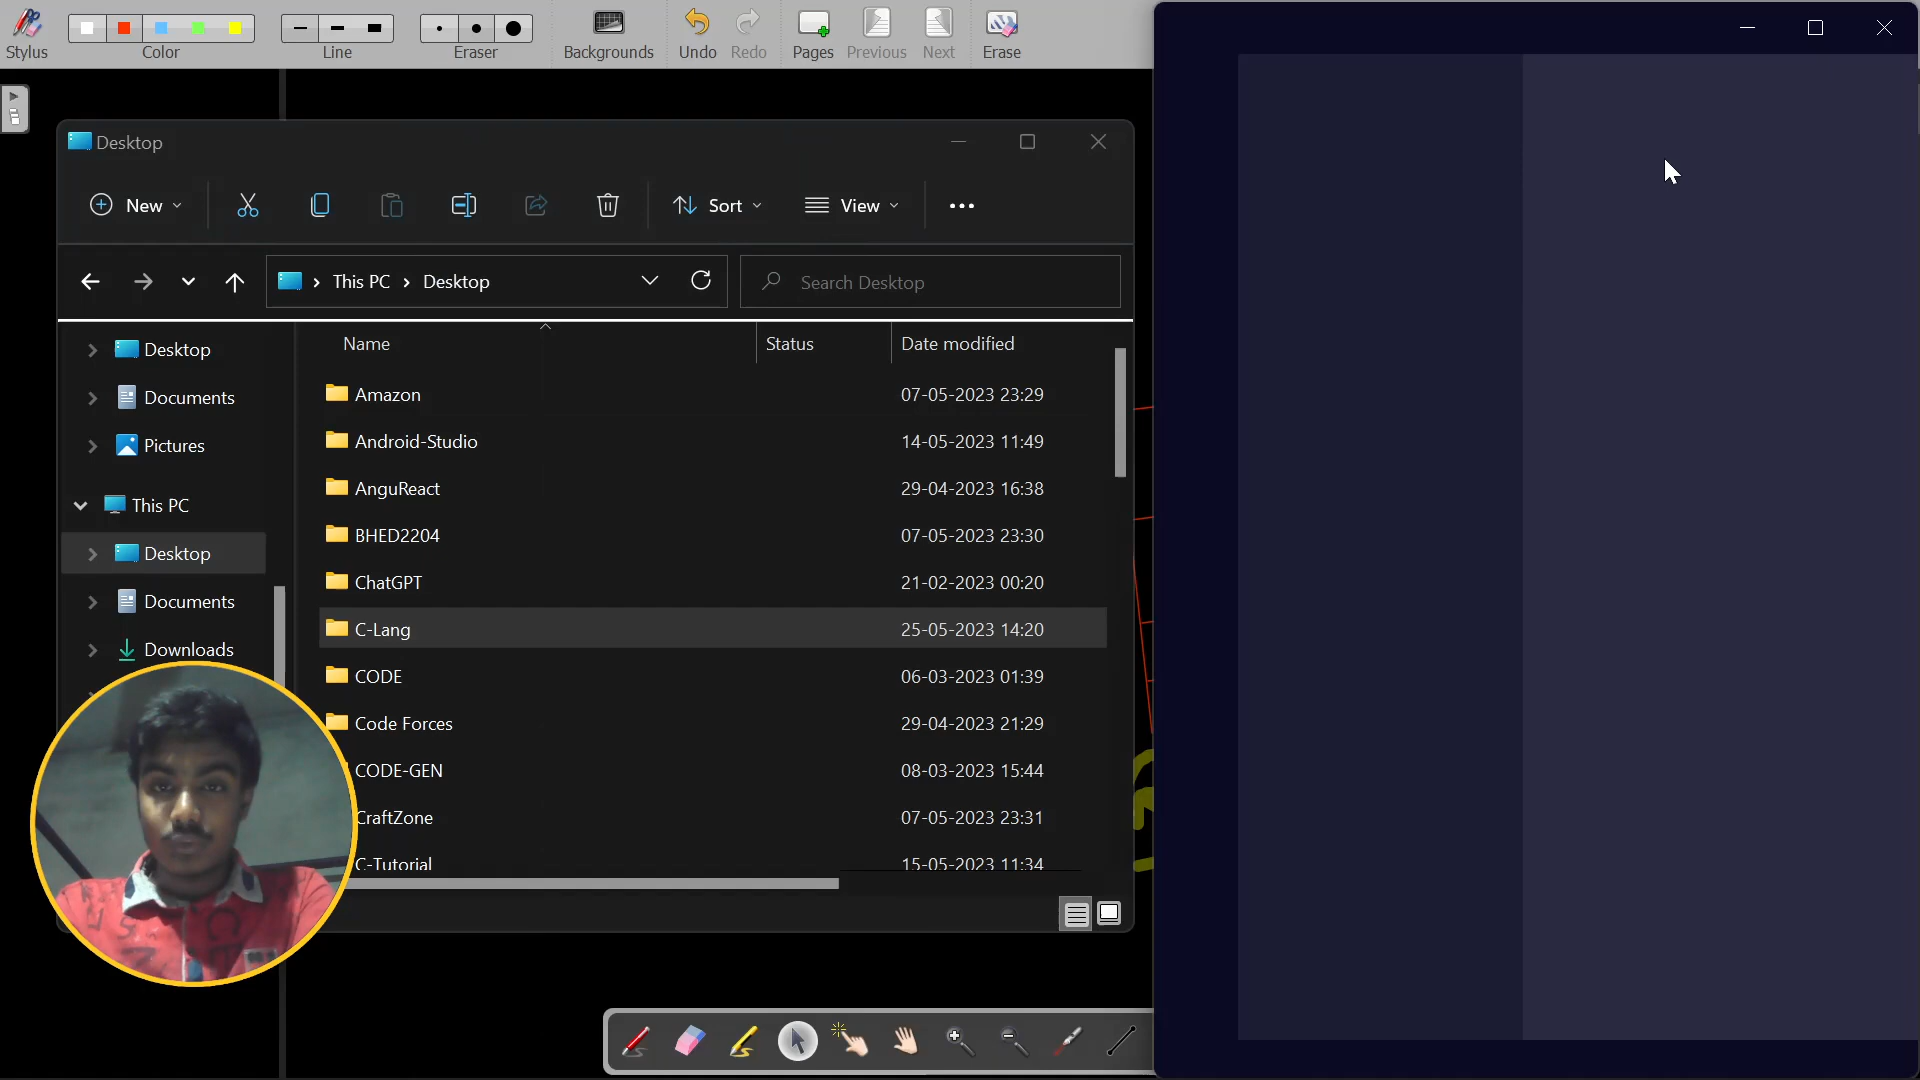 Stylus
Color
Line
Eraser
Backgrounds
Undo
Redo
Pages
Previous
Next
Erase
Desktop
New
Sort
View
This PC
Desktop
Search Desktop
Desktop
Documents
Pictures
This PC
Desktop
Documents
Downloads
Name
Status
Date modified
Amazon 07-05-2023 23:29
Android-Studio 14-05-2023 11:49
AnguReact 29-04-2023 16:38
BHED2204 07-05-2023 23:30
ChatGPT 21-02-2023 00:20
C-Lang 25-05-2023 14:20
CODE 06-03-2023 01:39
Code Forces 29-04-2023 21:29
CODE-GEN 08-03-2023 15:44
CraftZone 07-05-2023 23:31
C-Tutorial 15-05-2023 11:34